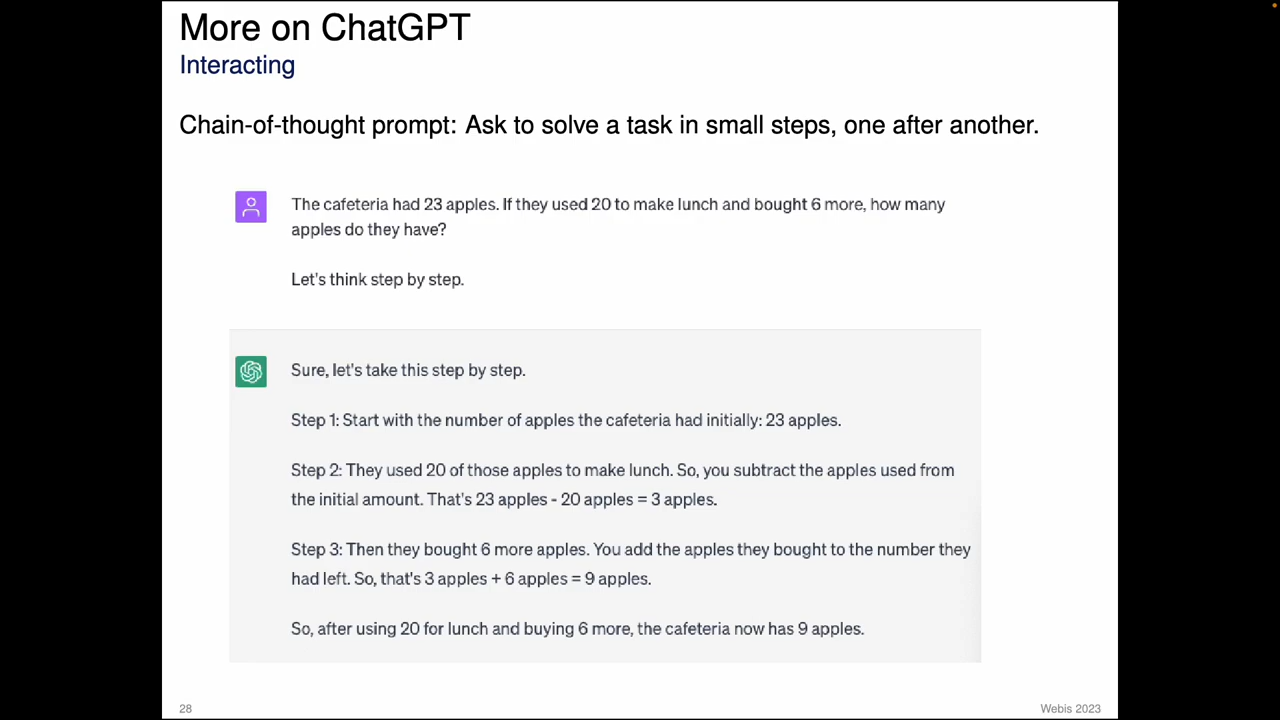 More on ChatGPT
Interacting
Chain-of-thought prompt: Ask to solve a task in small steps, one after another.
The cafeteria had 23 apples. If they used 20 to make lunch and bought 6 more, how many
apples do they have?
Let's think step by step.
Sure, let's take this step by step.
Step 1: Start with the number of apples the cafeteria had initially: 23 apples.
Step 2: They used 20 of those apples to make lunch. So, you subtract the apples used from
the initial amount. That's 23 apples - 20 apples = 3 apples.
Step 3: Then they bought 6 more apples. You add the apples they bought to the number they
had left. So, that's 3 apples + 6 apples = 9 apples.
So, after using 20 for lunch and buying 6 more, the cafeteria now has 9 apples.
28
Webis 2023